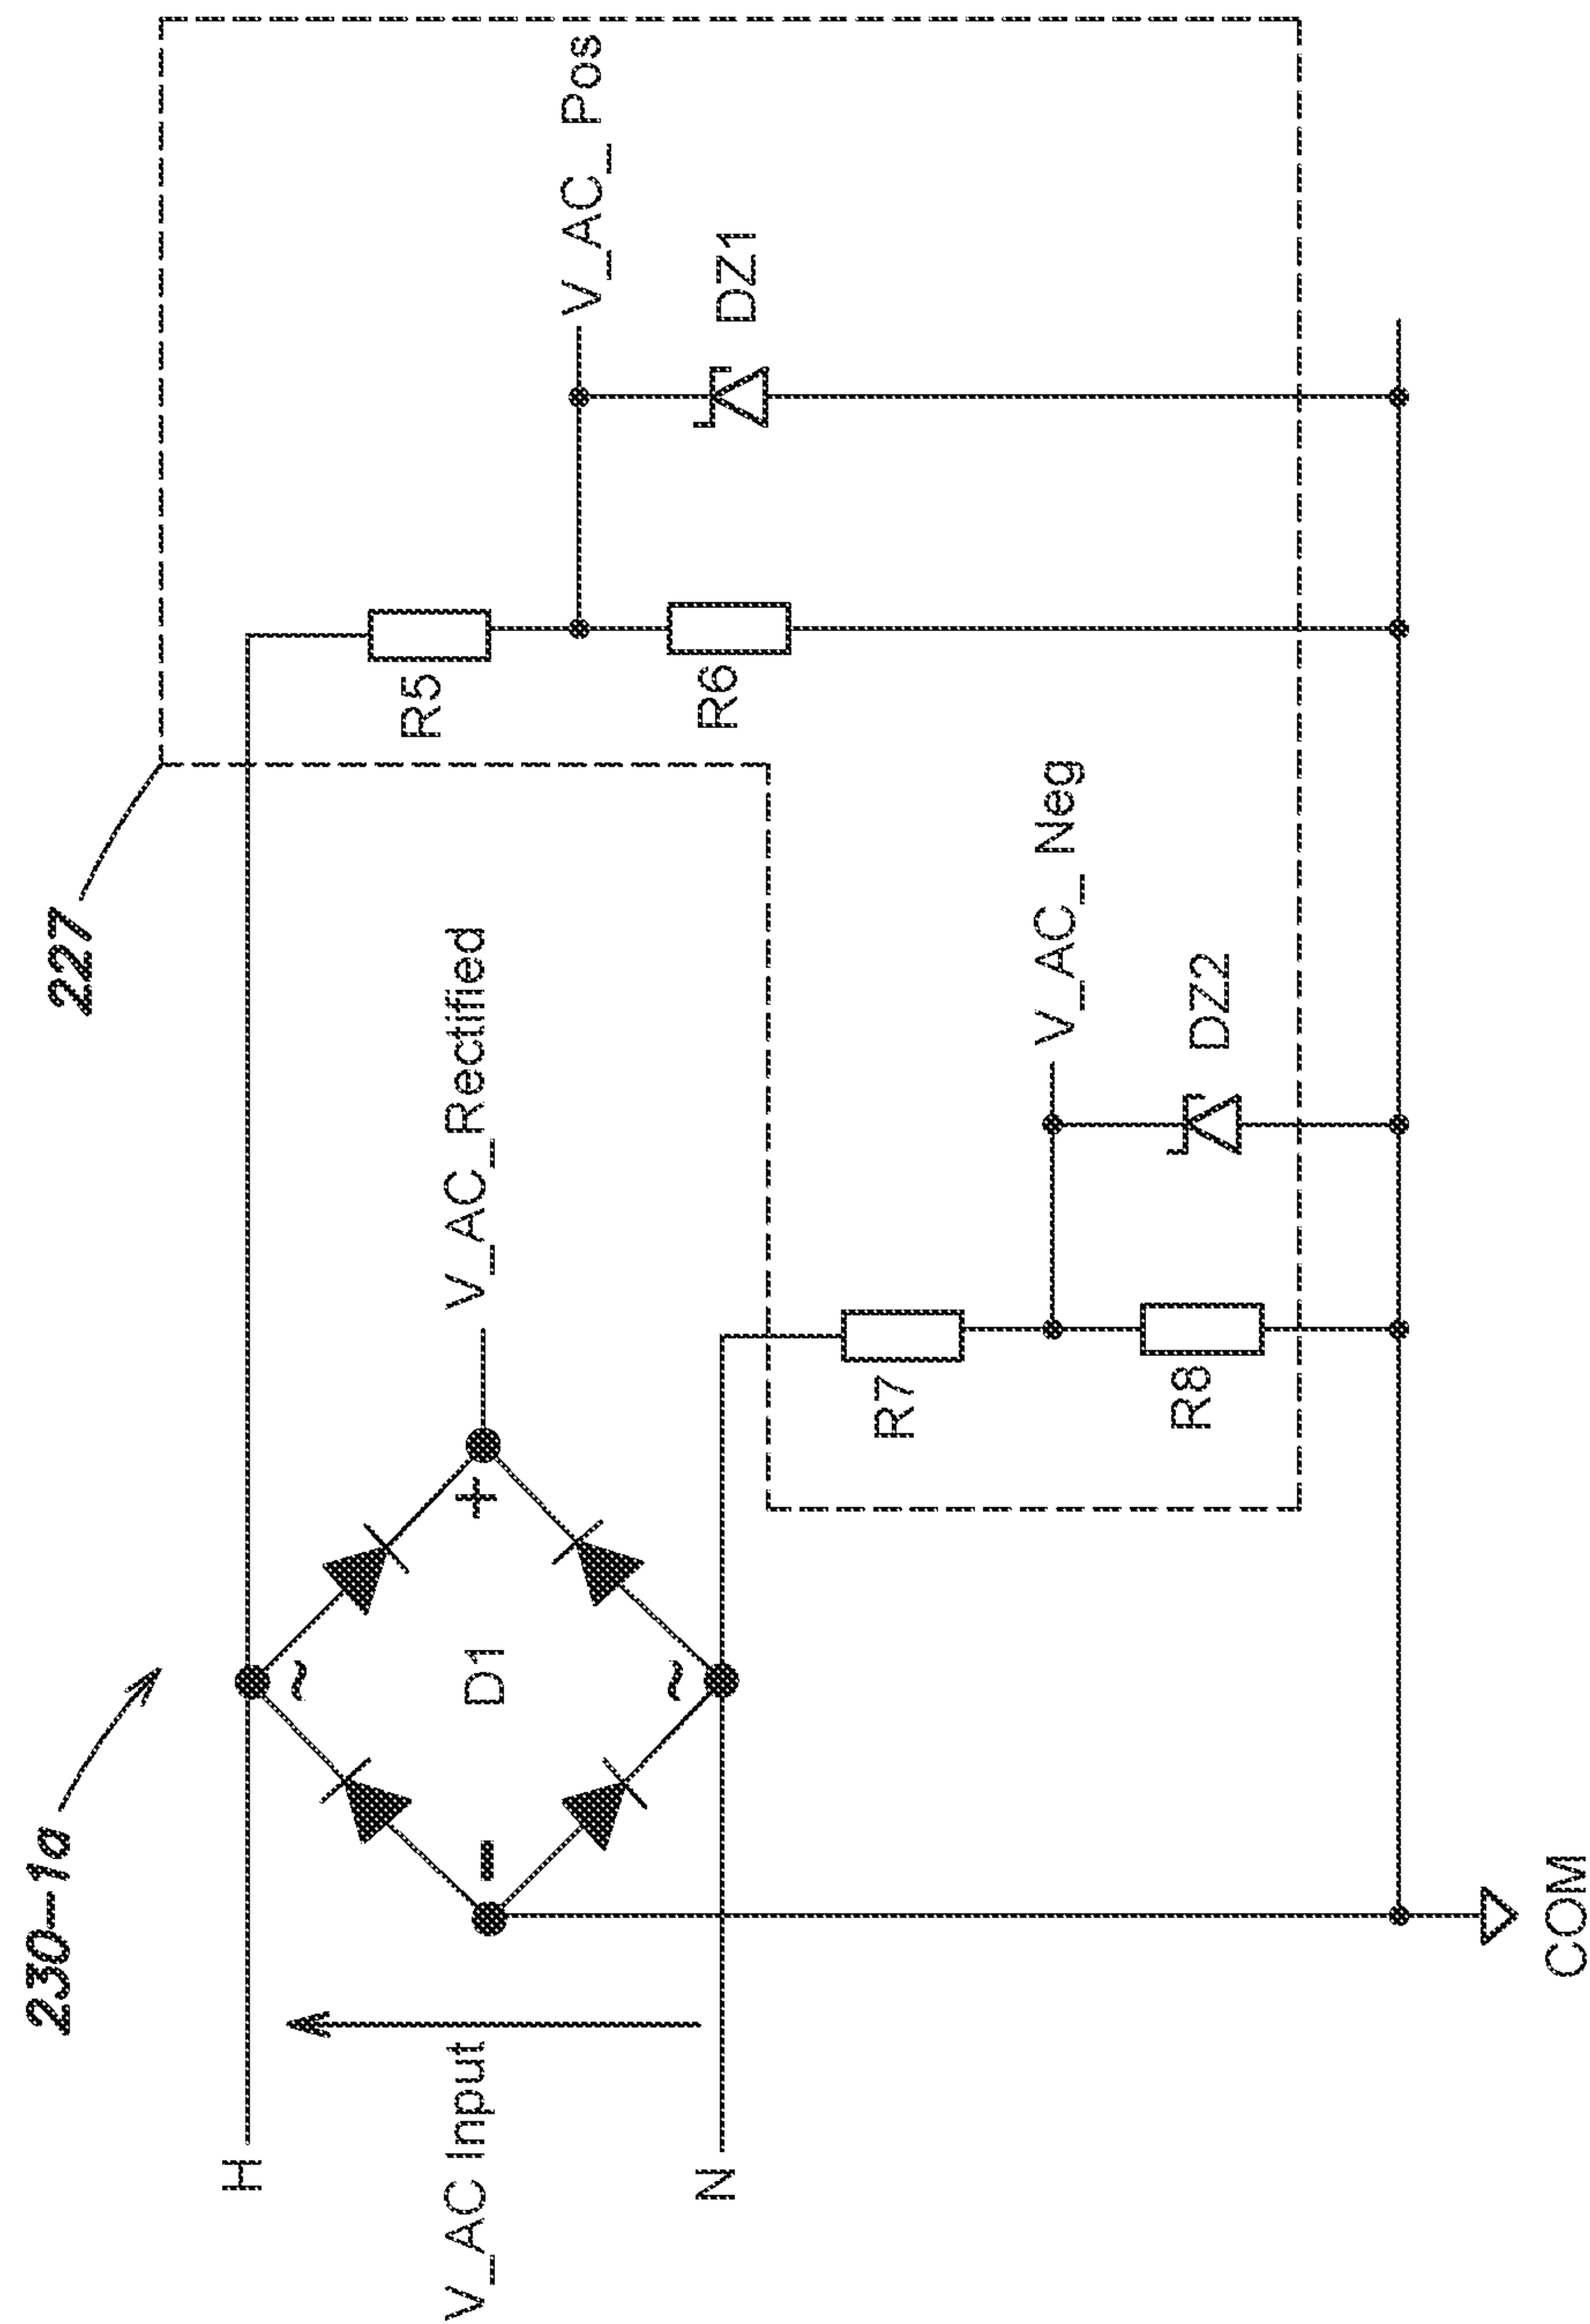 230-1a
227
H
V_AC Input
N
D1
~
~
+
-
V_AC_Rectified
R5
R6
V_AC_Pos
DZ1
R7
R8
V_AC_Neg
DZ2
COM